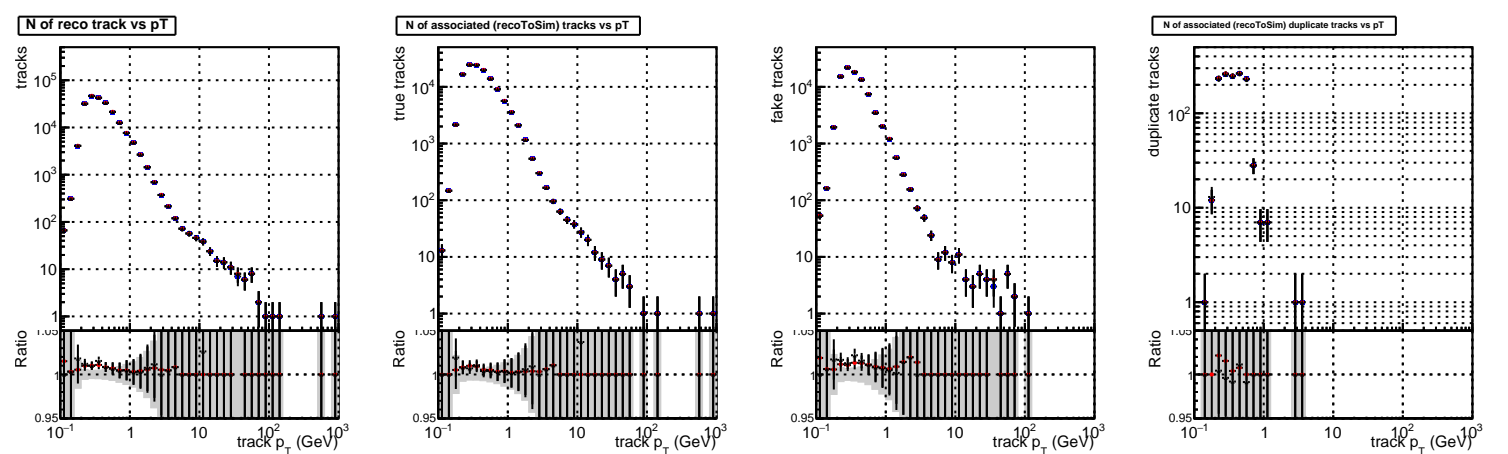 N of reco track vs pT
N of associated (recoToSim) tracks vs pT
N of associated (recoToSim) duplicate tracks vs pT
tracks
10^5
10^4
10^3
10^2
10
1
Ratio
1.05
1
0.95
10^-1 1 10 10^2 10^3
track p_T (GeV)
true tracks
10^4
10^3
10^2
10
1
Ratio
1.05
1
0.95
10^-1 1 10 10^2 10^3
track p_T (GeV)
fake tracks
10^4
10^3
10^2
10
1
Ratio
1.05
1
0.95
10^-1 1 10 10^2 10^3
track p_T (GeV)
duplicate tracks
10^2
10
1
Ratio
1.05
1
0.95
10^-1 1 10 10^2 10^3
track p_T (GeV)